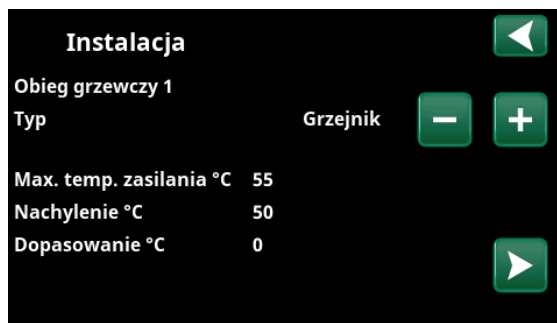 Instalacja
Obieg grzewczy 1
Typ Grzejnik
Max. temp. zasilania °C 55
Nachylenie °C 50
Dopasowanie °C 0